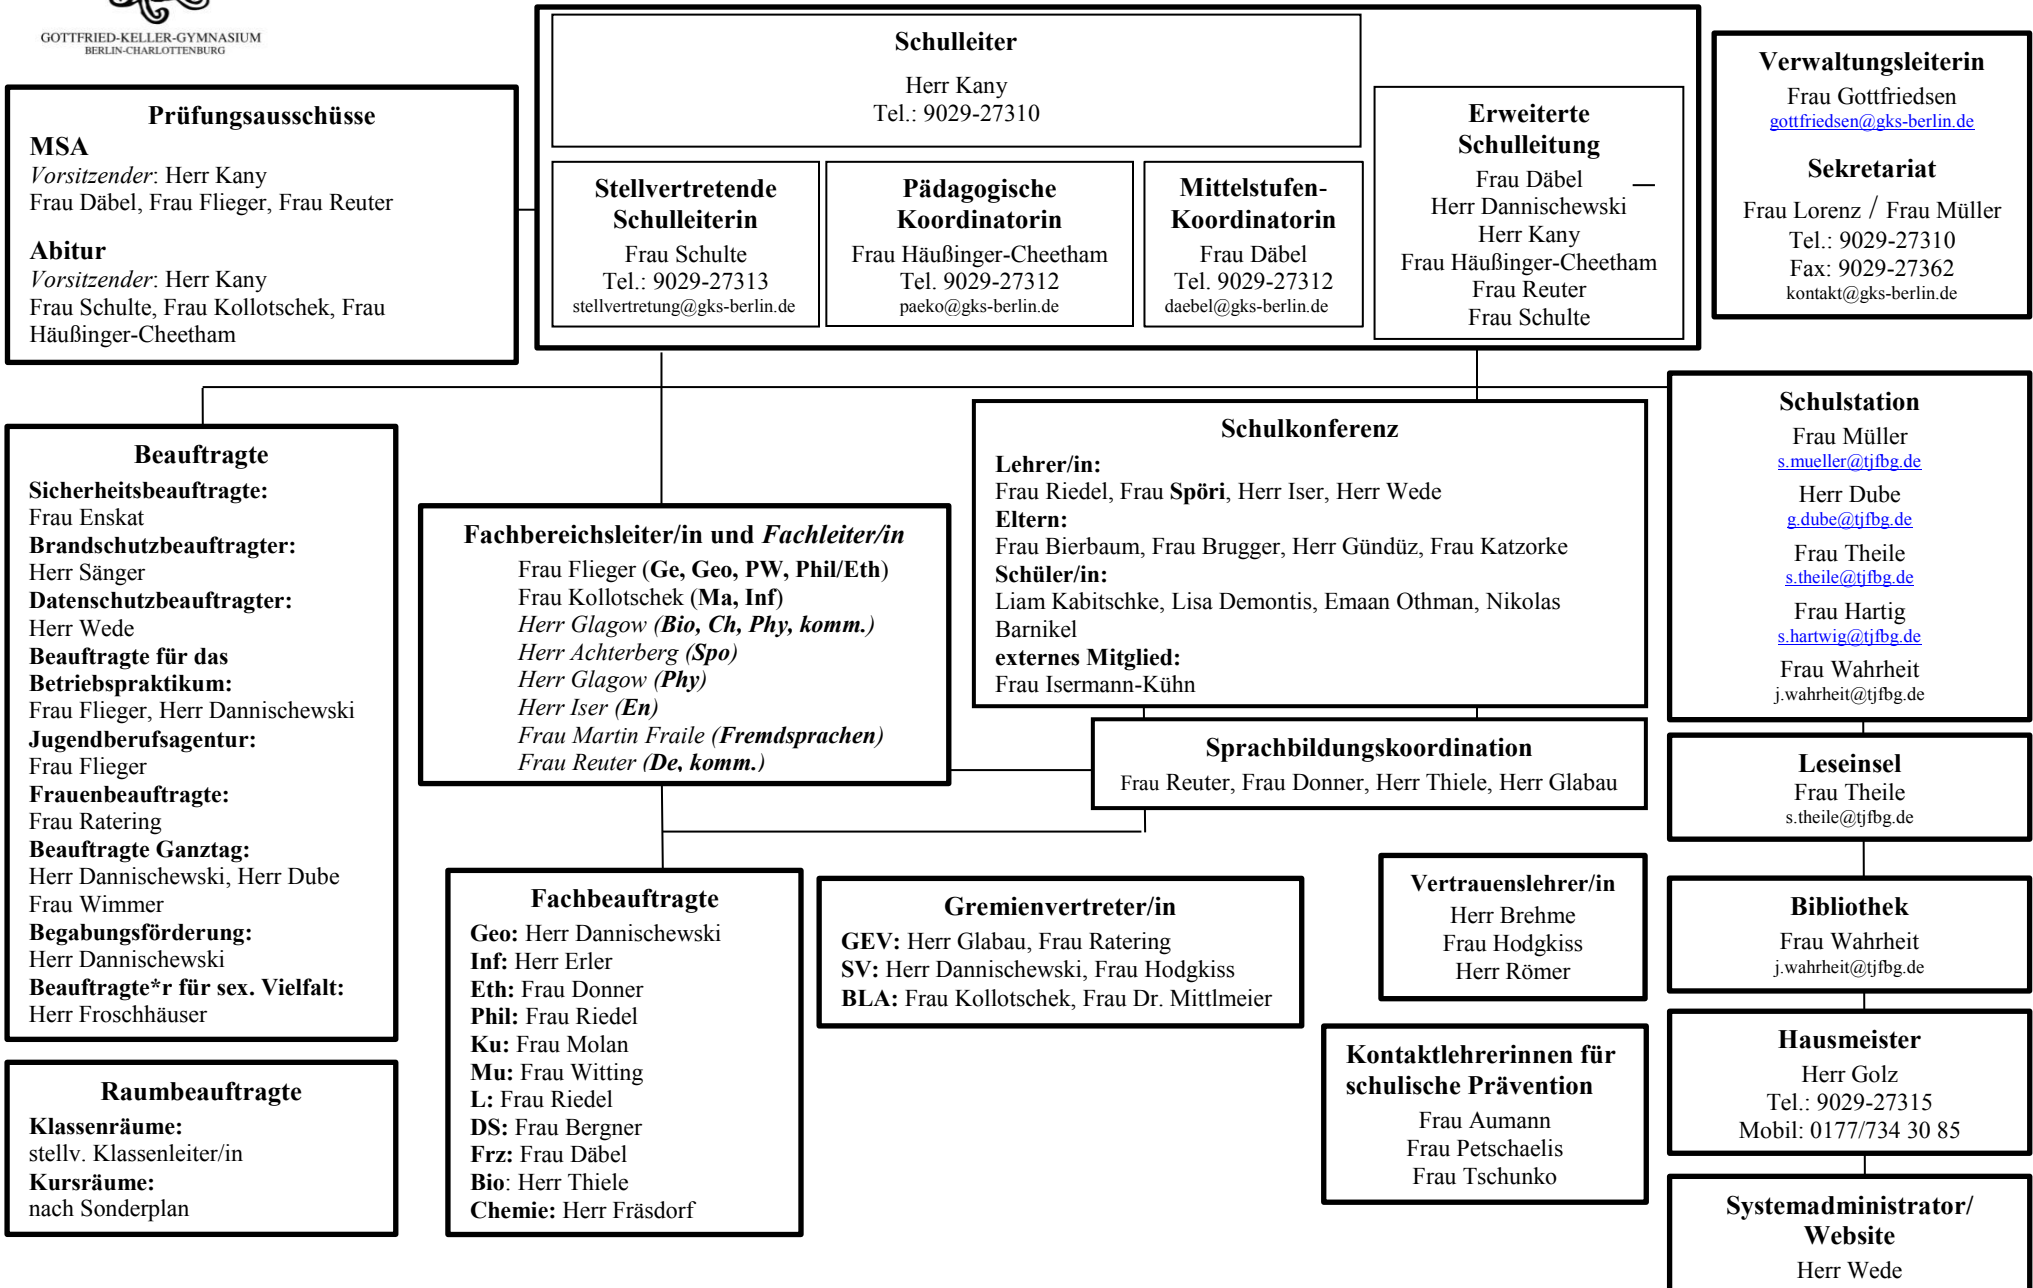 GOTTFRIED-KELLER-GYMNASIUM
BERLIN-CHARLOTTENBURG
Schulleiter
Herr Kany
Tel.: 9029-27310
Verwaltungsleiterin
Frau Gottfriedsen
gottfriedsen@gks-berlin.de
Sekretariat
Frau Lorenz / Frau Müller
Tel.: 9029-27310
Fax: 9029-27362
kontakt@gks-berlin.de
Prüfungsausschüsse
MSA
Vorsitzender: Herr Kany
Frau Däbel, Frau Flieger, Frau Reuter
Abitur
Vorsitzender: Herr Kany
Frau Schulte, Frau Kollotschek, Frau
Häußinger-Cheetham
Stellvertretende
Schulleiterin
Frau Schulte
Tel.: 9029-27313
stellvertretung@gks-berlin.de
Pädagogische
Koordinatorin
Frau Häußinger-Cheetham
Tel. 9029-27312
paeko@gks-berlin.de
Mittelstufen-
Koordinatorin
Frau Däbel
Tel. 9029-27312
daebel@gks-berlin.de
Erweiterte
Schulleitung
Frau Däbel
Herr Dannischewski
Herr Kany
Frau Häußinger-Cheetham
Frau Reuter
Frau Schulte
Beauftragte
Sicherheitsbeauftragte:
Frau Enskat
Brandschutzbeauftragter:
Herr Sänger
Datenschutzbeauftragter:
Herr Wede
Beauftragte für das
Betriebspraktikum:
Frau Flieger, Herr Dannischewski
Jugendberufsagentur:
Frau Flieger
Frauenbeauftragte:
Frau Ratering
Beauftragte Ganztag:
Herr Dannischewski, Herr Dube
Frau Wimmer
Begabungsförderung:
Herr Dannischewski
Beauftragte*r für sex. Vielfalt:
Herr Froschhäuser
Raumbeauftragte
Klassenräume:
stellv. Klassenleiter/in
Kursräume:
nach Sonderplan
Fachbereichsleiter/in und Fachleiter/in
Frau Flieger (Ge, Geo, PW, Phil/Eth)
Frau Kollotschek (Ma, Inf)
Herr Glagow (Bio, Ch, Phy, komm.)
Herr Achterberg (Spo)
Herr Glagow (Phy)
Herr Iser (En)
Frau Martin Fraile (Fremdsprachen)
Frau Reuter (De, komm.)
Schulkonferenz
Lehrer/in:
Frau Riedel, Frau Spöri, Herr Iser, Herr Wede
Eltern:
Frau Bierbaum, Frau Brugger, Herr Gündüz, Frau Katzorke
Schüler/in:
Liam Kabitschke, Lisa Demontis, Emaan Othman, Nikolas
Barnikel
externes Mitglied:
Frau Isermann-Kühn
Sprachbildungskoordination
Frau Reuter, Frau Donner, Herr Thiele, Herr Glabau
Fachbeauftragte
Geo: Herr Dannischewski
Inf: Herr Erler
Eth: Frau Donner
Phil: Frau Riedel
Ku: Frau Molan
Mu: Frau Witting
L: Frau Riedel
DS: Frau Bergner
Frz: Frau Däbel
Bio: Herr Thiele
Chemie: Herr Fräsdorf
Gremienvertreter/in
GEV: Herr Glabau, Frau Ratering
SV: Herr Dannischewski, Frau Hodgkiss
BLA: Frau Kollotschek, Frau Dr. Mittlmeier
Vertrauenslehrer/in
Herr Brehme
Frau Hodgkiss
Herr Römer
Kontaktlehrerinnen für
schulische Prävention
Frau Aumann
Frau Petschaelis
Frau Tschunko
Schulstation
Frau Müller
s.mueller@tjfbg.de
Herr Dube
g.dube@tjfbg.de
Frau Theile
s.theile@tjfbg.de
Frau Hartig
s.hartwig@tjfbg.de
Frau Wahrheit
j.wahrheit@tjfbg.de
Leseinsel
Frau Theile
s.theile@tjfbg.de
Bibliothek
Frau Wahrheit
j.wahrheit@tjfbg.de
Hausmeister
Herr Golz
Tel.: 9029-27315
Mobil: 0177/734 30 85
Systemadministrator/
Website
Herr Wede